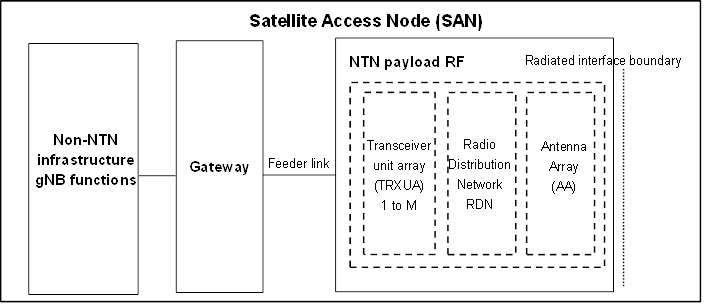 Satellite Access Node (SAN)
NTN payload RF
Radiated interface boundary
Non-NTN
infrastructure
gNB functions
Gateway
Feeder link
Transceiver
unit array
(TRXUA)
1 to M
Radio
Distribution
Network
RDN
Antenna
Array
(AA)